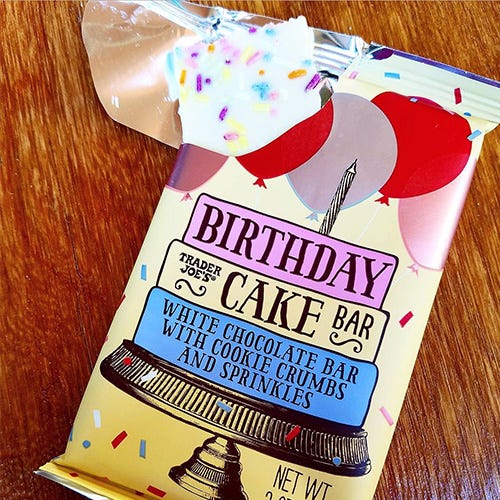 BIRTHDAY
TRADER
JOE'S®
CAKE BAR
WHITE CHOCOLATE BAR
WITH COOKIE CRUMBS
AND SPRINKLES
NET WT